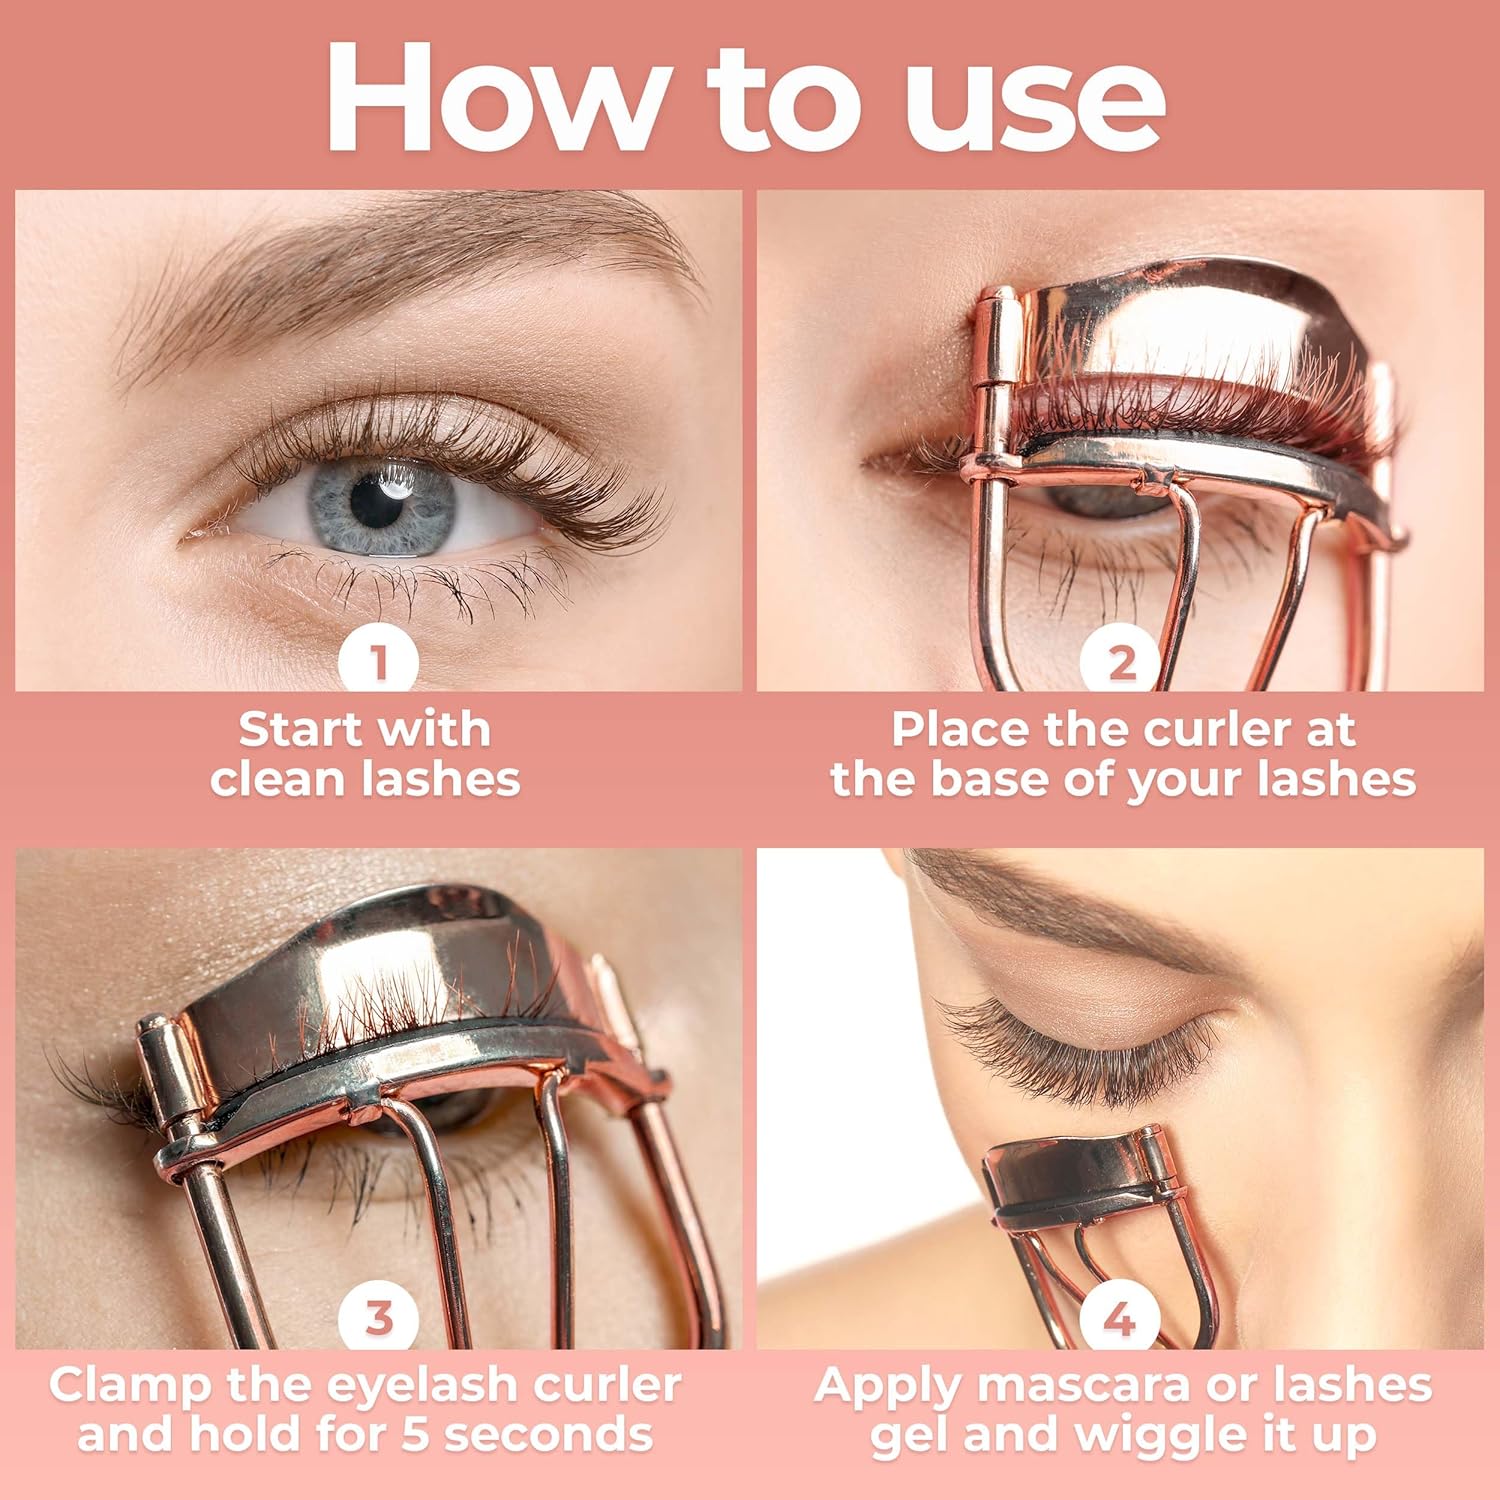 How to use
1
Start with
clean lashes
2
Place the curler at
the base of your lashes
3
Clamp the eyelash curler
and hold for 5 seconds
4
Apply mascara or lashes
gel and wiggle it up